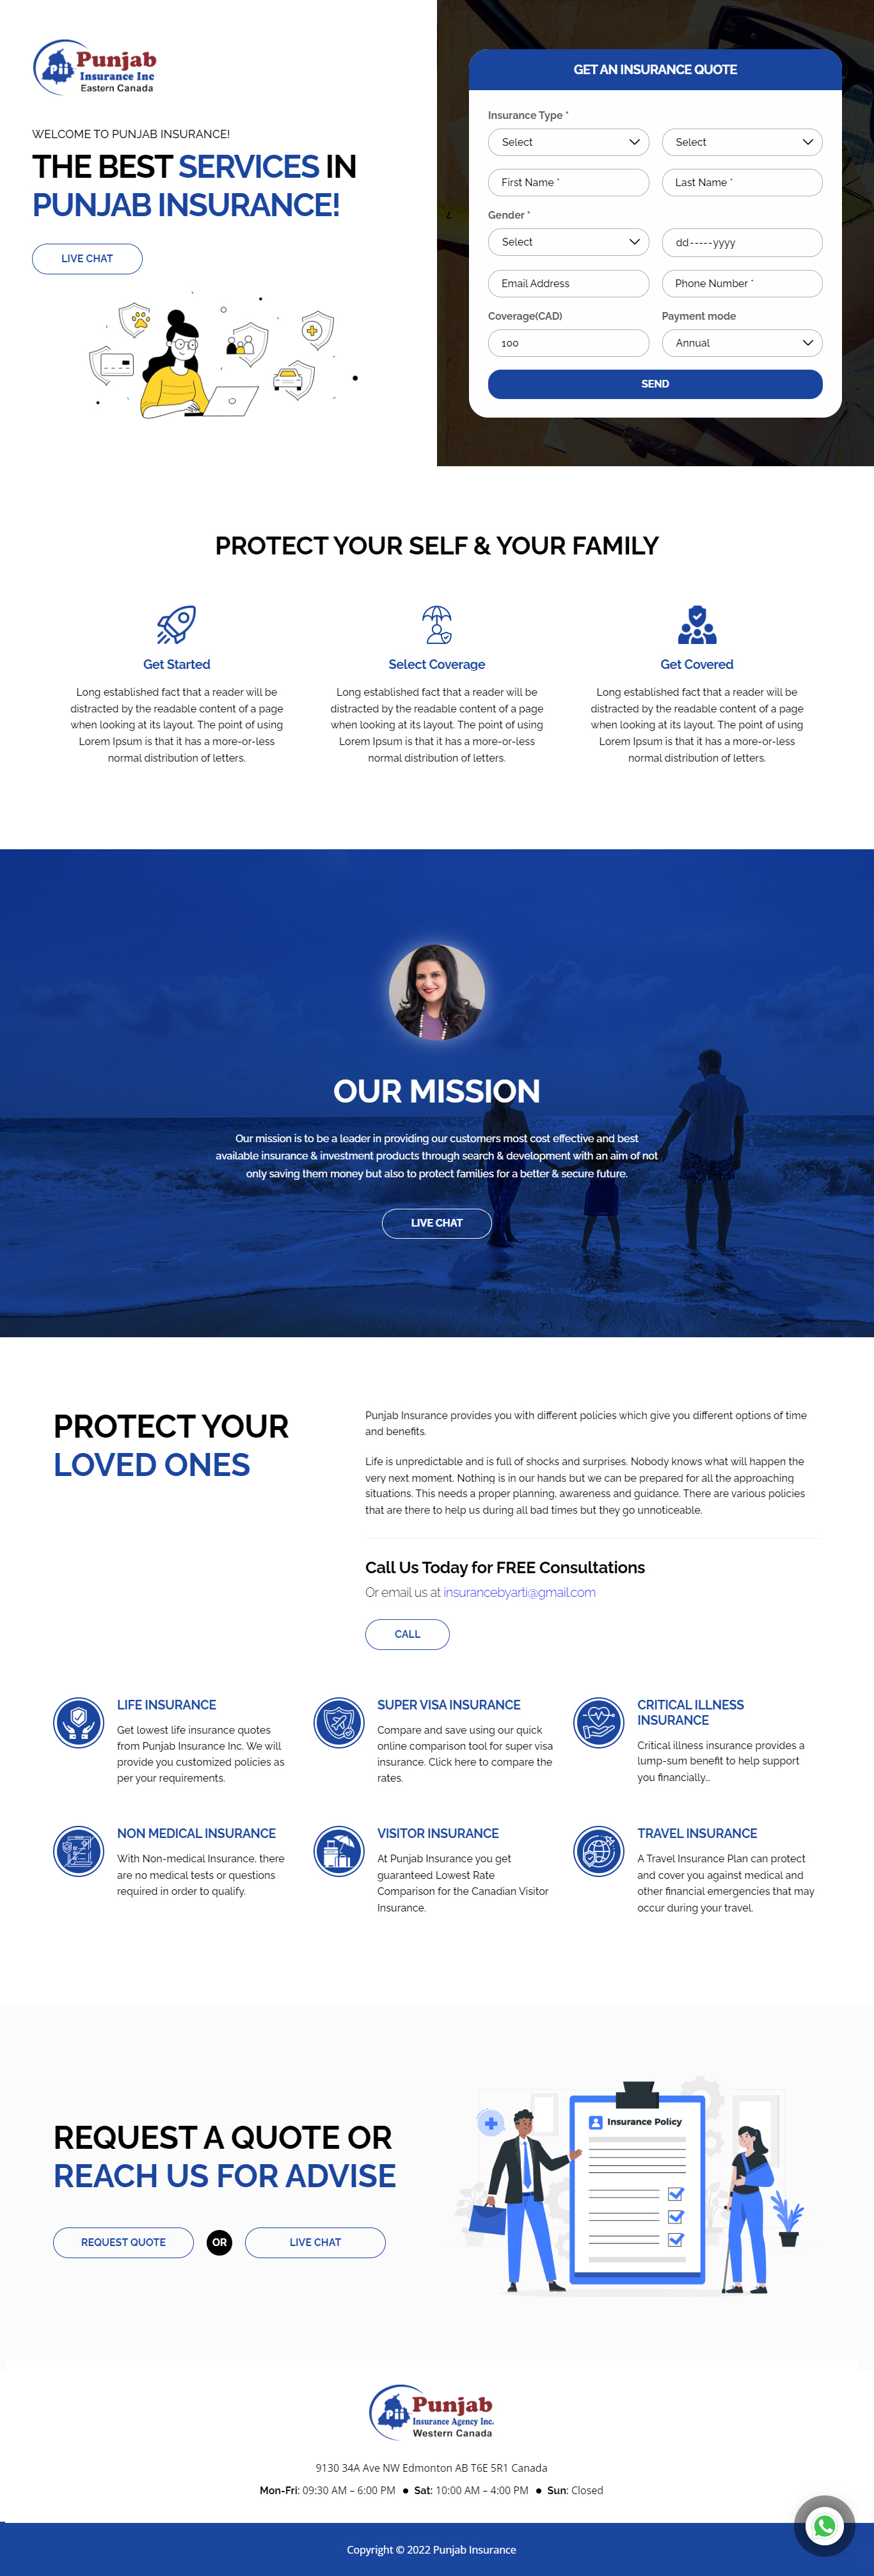 Punjab
Pii
Insurance Inc
Eastern Canada
WELCOME TO PUNJAB INSURANCE!
THE BEST SERVICES IN
PUNJAB INSURANCE!
LIVE CHAT
GET AN INSURANCE QUOTE
Insurance Type *
Select
Select
First Name *
Last Name *
Gender *
Select
dd-----yyyy
Email Address
Phone Number *
Coverage(CAD)
Payment mode
100
Annual
SEND
PROTECT YOUR SELF & YOUR FAMILY
Get Started
Long established fact that a reader will be
distracted by the readable content of a page
when looking at its layout. The point of using
Lorem Ipsum is that it has a more-or-less
normal distribution of letters.
Select Coverage
Long established fact that a reader will be
distracted by the readable content of a page
when looking at its layout. The point of using
Lorem Ipsum is that it has a more-or-less
normal distribution of letters.
Get Covered
Long established fact that a reader will be
distracted by the readable content of a page
when looking at its layout. The point of using
Lorem Ipsum is that it has a more-or-less
normal distribution of letters.
OUR MISSION
Our mission is to be a leader in providing our customers most cost effective and best
available insurance & investment products through search & development with an aim of not
only saving them money but also to protect families for a better & secure future.
LIVE CHAT
PROTECT YOUR
LOVED ONES
Punjab Insurance provides you with different policies which give you different options of time
and benefits.
Life is unpredictable and is full of shocks and surprises. Nobody knows what will happen the
very next moment. Nothing is in our hands but we can be prepared for all the approaching
situations. This needs a proper planning, awareness and guidance. There are various policies
that are there to help us during all bad times but they go unnoticeable.
Call Us Today for FREE Consultations
Or email us at insurancebyarti@gmail.com
CALL
LIFE INSURANCE
Get lowest life insurance quotes
from Punjab Insurance Inc. We will
provide you customized policies as
per your requirements.
SUPER VISA INSURANCE
Compare and save using our quick
online comparison tool for super visa
insurance. Click here to compare the
rates.
CRITICAL ILLNESS
INSURANCE
Critical illness insurance provides a
lump-sum benefit to help support
you financially...
NON MEDICAL INSURANCE
With Non-medical Insurance, there
are no medical tests or questions
required in order to qualify.
VISITOR INSURANCE
At Punjab Insurance you get
guaranteed Lowest Rate
Comparison for the Canadian Visitor
Insurance.
TRAVEL INSURANCE
A Travel Insurance Plan can protect
and cover you against medical and
other financial emergencies that may
occur during your travel.
REQUEST A QUOTE OR
REACH US FOR ADVISE
REQUEST QUOTE
OR
LIVE CHAT
Insurance Policy
Punjab
Pii
Insurance Agency Inc.
Western Canada
9130 34A Ave NW Edmonton AB T6E 5R1 Canada
Mon-Fri: 09:30 AM – 6:00 PM ● Sat: 10:00 AM – 4:00 PM ● Sun: Closed
Copyright © 2022 Punjab Insurance